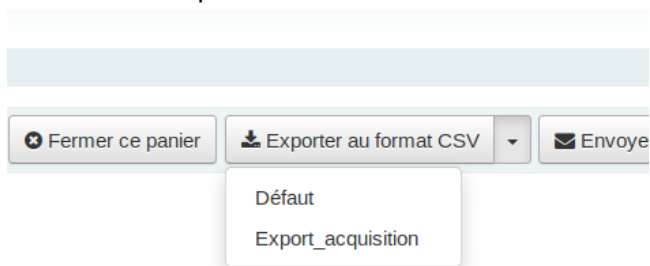 Fermer ce panier Exporter au format CSV Envoye
Défaut
Export_acquisition